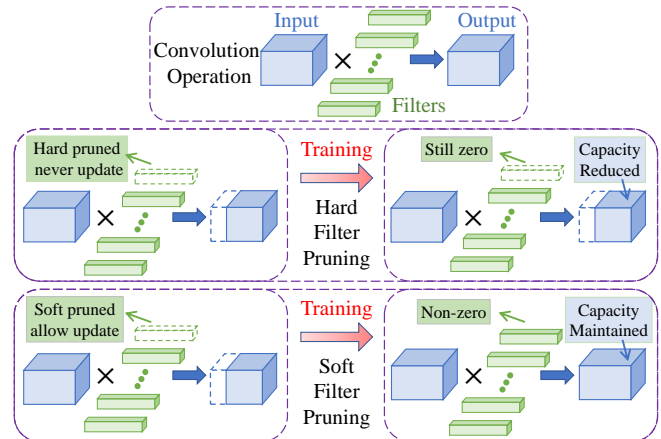 Input
Output
Convolution
Operation
×
Filters
Hard pruned
never update
×
Training
Hard
Filter
Pruning
Still zero
Capacity
Reduced
×
Soft pruned
allow update
×
Training
Soft
Filter
Pruning
Non-zero
Capacity
Maintained
×